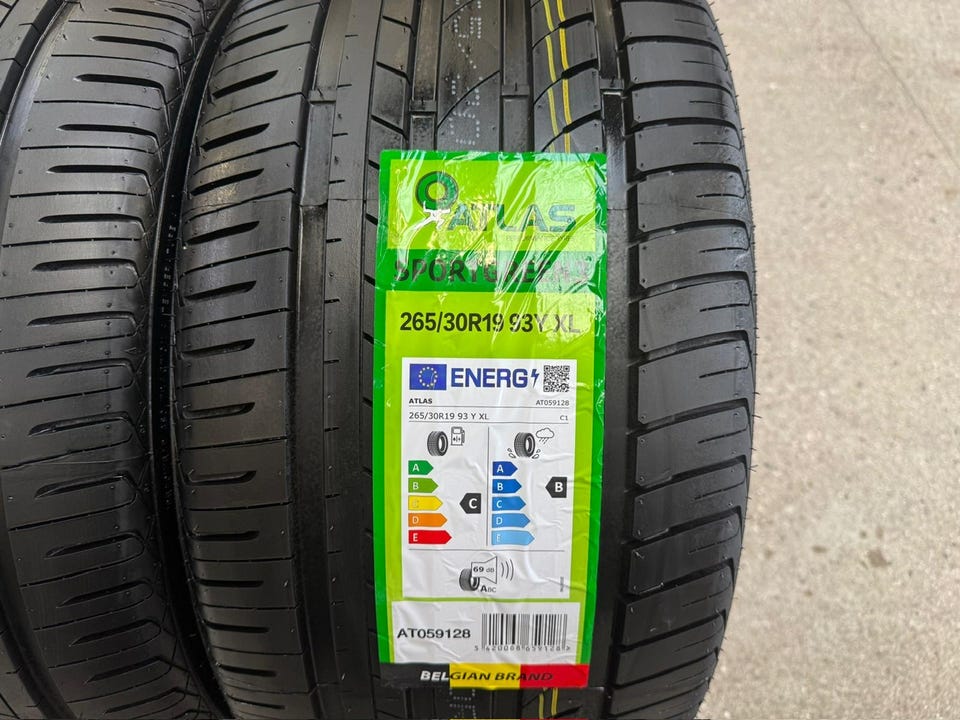 ATLAS
265/30R19 93Y XL
ENERG
ATLAS AT059128
265/30R19 93 Y XL C1
A A
B B B
C C C
D D
E E
69 dB
ABC
AT059128
BELGIAN BRAND